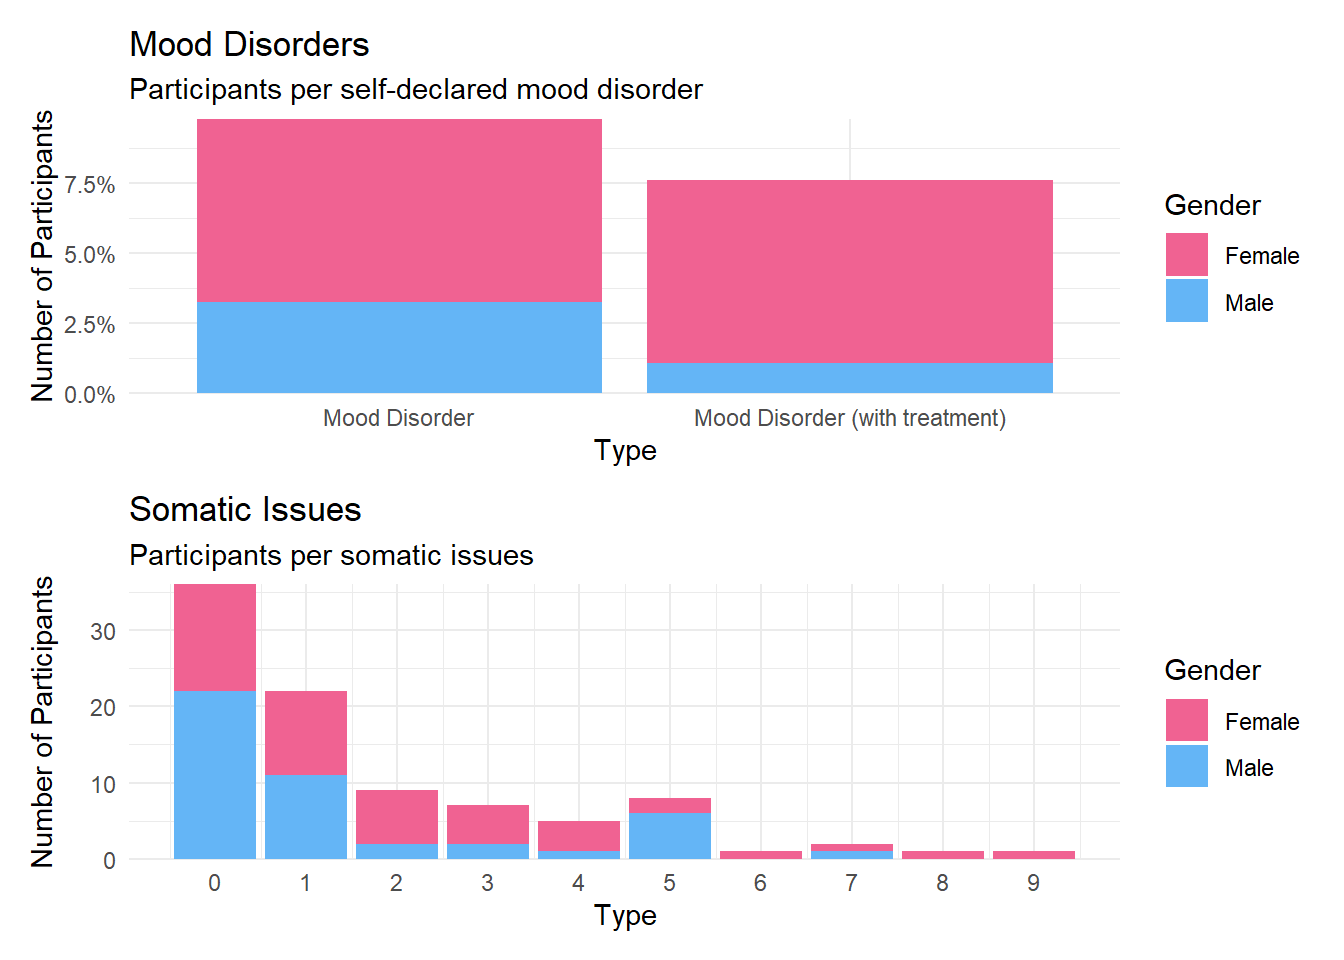 Mood Disorders
Participants per self-declared mood disorder
Number of Participants
7.5%
5.0%
2.5%
0.0%
Mood Disorder
Mood Disorder (with treatment)
Type
Gender
Female
Male
Somatic Issues
Participants per somatic issues
Number of Participants
30
20
10
0
0 1 2 3 4 5 6 7 8 9
Type
Gender
Female
Male